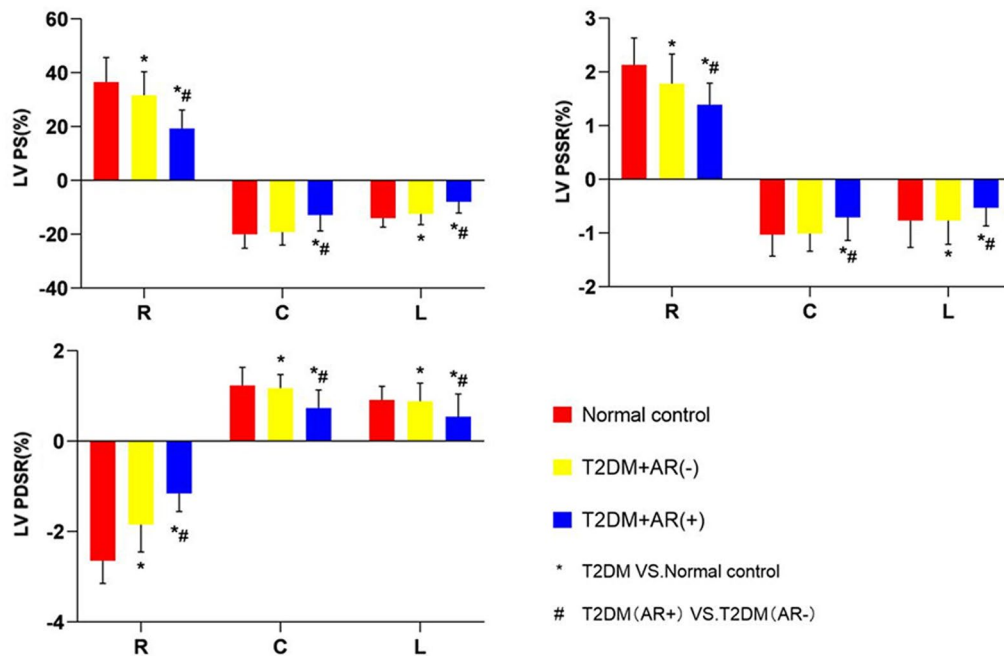 LV PS(%)
60
40
20
0
-20
-40
*
*#
*#
*
*#
R C L
LV PSSR(%)
3
2
1
0
-1
-2
*
*#
*#
*
*#
R C L
LV PDSR(%)
2
0
-2
-4
*
*#
*
*#
*
*#
R C L
Normal control
T2DM+AR(-)
T2DM+AR(+)
* T2DM VS.Normal control
# T2DM(AR+) VS.T2DM(AR-)